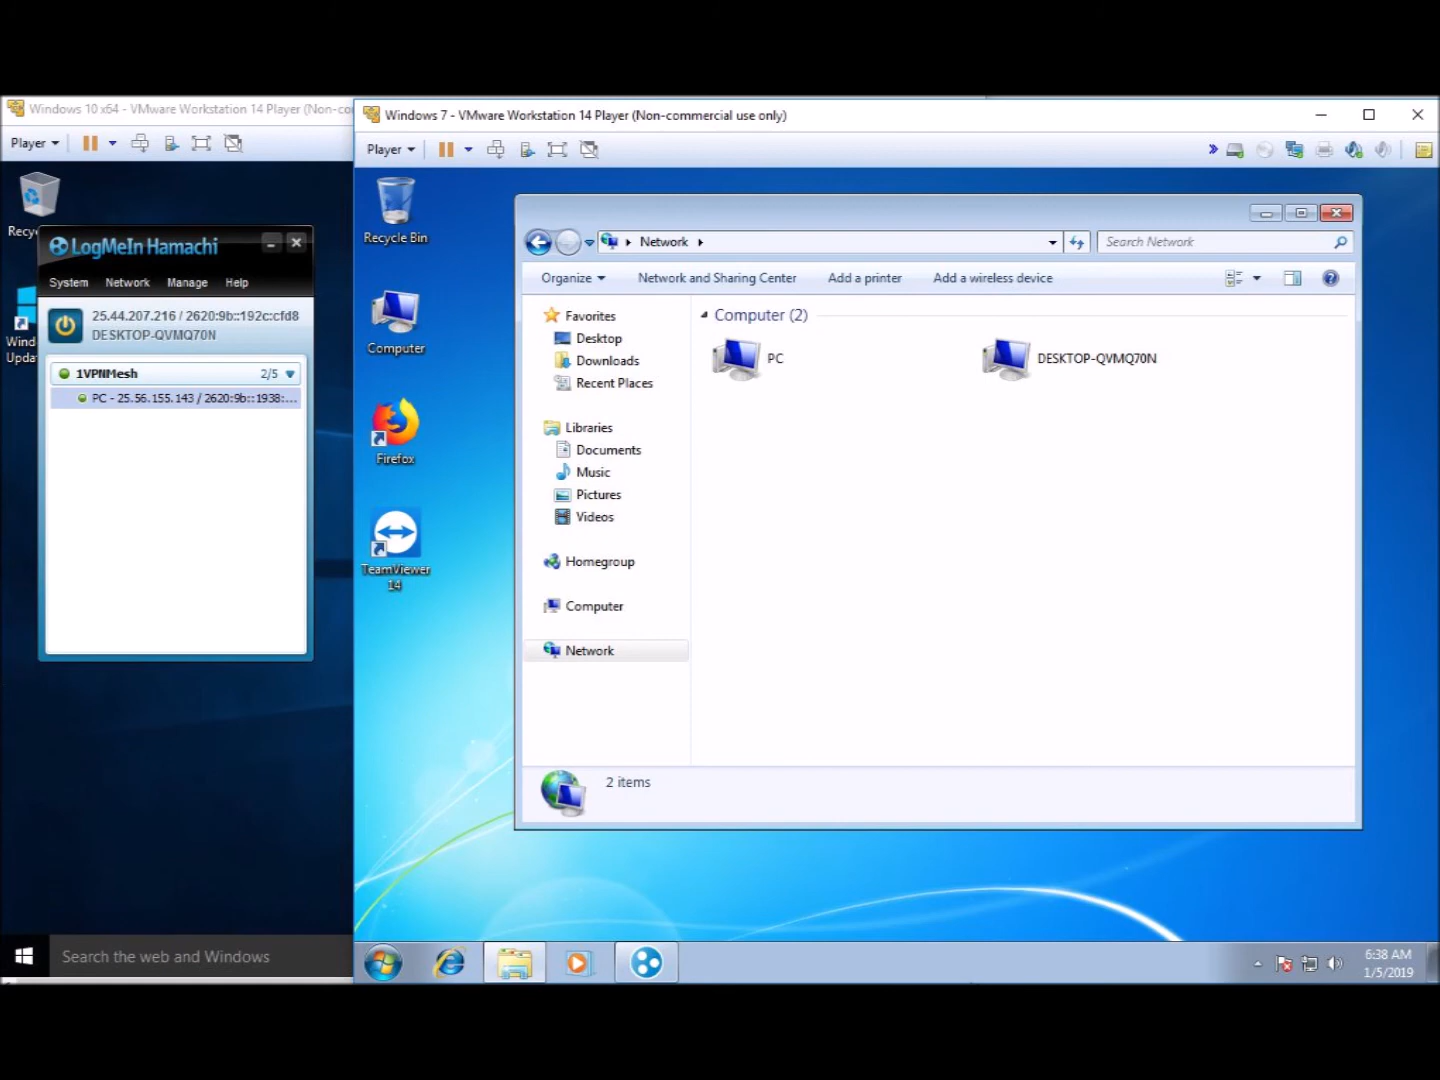 Windows 10 x64 - VMware Workstation 14 Player (Non-co
Player
Recy
LogMeIn Hamachi
System Network Manage Help
25.44.207.216 / 2620:9b::192c:cfd8
DESKTOP-QVMQ70N
1VPNMesh 2/5
PC - 25.56.155.143 / 2620:9b::1938:...
Wind
Upda
Search the web and Windows
Windows 7 - VMware Workstation 14 Player (Non-commercial use only)
Player
Recycle Bin
Computer
Firefox
TeamViewer
14
Network
Search Network
Organize Network and Sharing Center Add a printer Add a wireless device
Favorites
Desktop
Downloads
Recent Places
Libraries
Documents
Music
Pictures
Videos
Homegroup
Computer
Network
Computer (2)
PC
DESKTOP-QVMQ70N
2 items
6:38 AM
1/5/2019